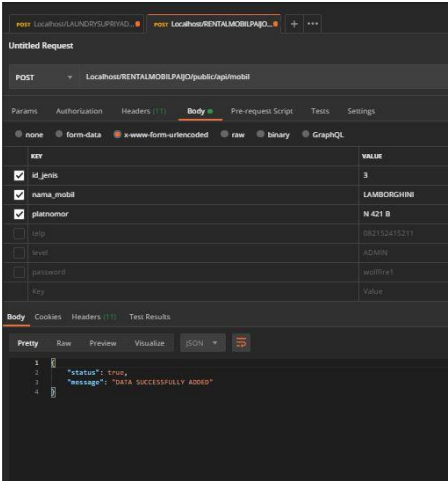 POST Localhost/LAUNDRYSUPRIYAD...
POST Localhost/RENTALMOBILPAIJO...
+ •••
Untitled Request
POST Localhost/RENTALMOBILPAIJO/public/api/mobil
Params Authorization Headers (11) Body Pre-request Script Tests Settings
none form-data x-www-form-urlencoded raw binary GraphQL
KEY VALUE
id_jenis 3
nama_mobil LAMBORGHINI
platnomor N 421 B
telp 082152415211
level ADMIN
password wolffire1
Key Value
Body Cookies Headers (11) Test Results
Pretty Raw Preview Visualize JSON
1 {
2 "status": true,
3 "message": "DATA SUCCESSFULLY ADDED"
4 }